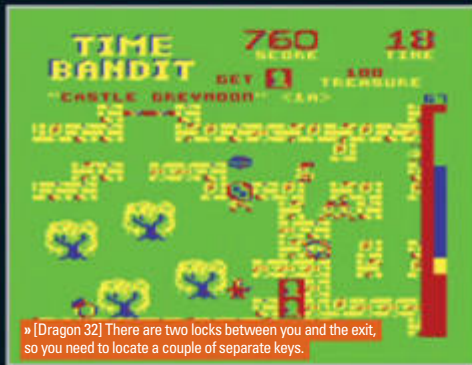 TIME 760 18
BANDIT SCORE TIME
GET 100
TREASURE
"CASTLE GREYMOON" <1A> 67
» [Dragon 32] There are two locks between you and the exit,
so you need to locate a couple of separate keys.